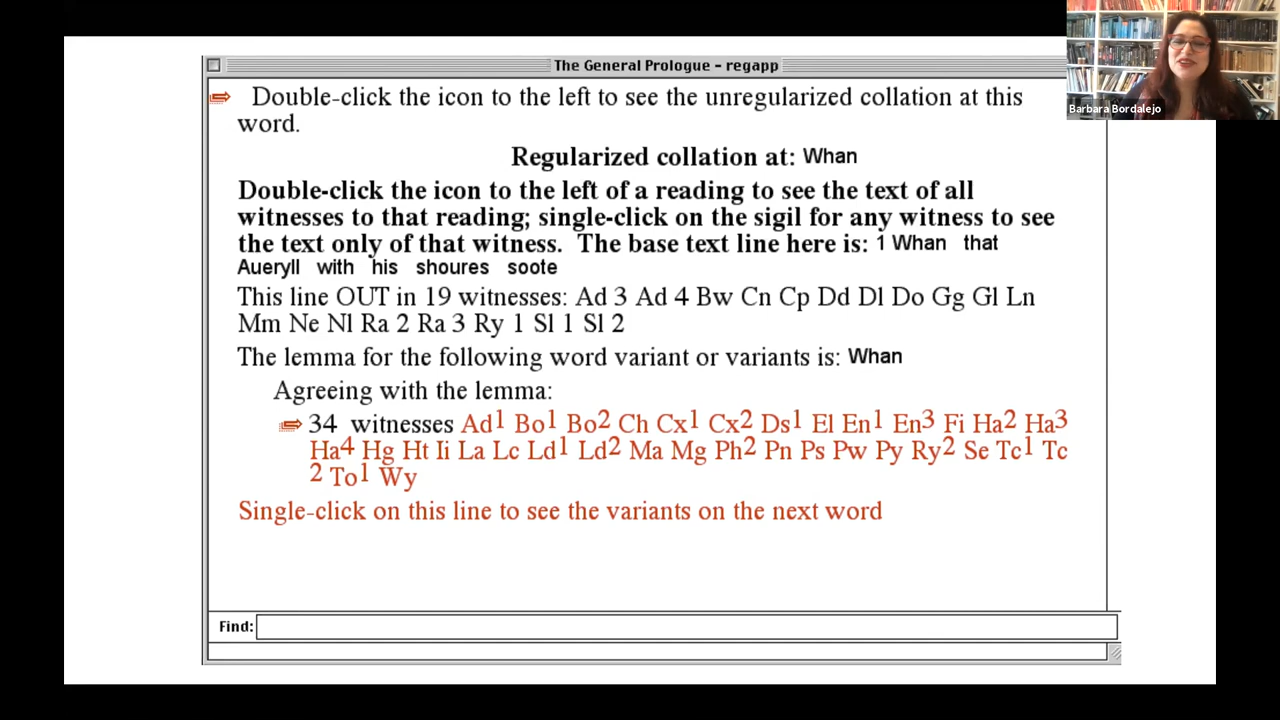 The General Prologue – regapp
Double-click the icon to the left to see the unregularized collation at this
word.
Barbara Bordalejo
Regularized collation at: Whan
Double-click the icon to the left of a reading to see the text of all
witnesses to that reading; single-click on the sigil for any witness to see
the text only of that witness. The base text line here is: 1 Whan that
Aueryll with his shoures soote
This line OUT in 19 witnesses: Ad 3 Ad 4 Bw Cn Cp Dd Dl Do Gg Gl Ln
Mm Ne Nl Ra 2 Ra 3 Ry 1 Sl 1 Sl 2
The lemma for the following word variant or variants is: Whan
Agreeing with the lemma:
34 witnesses Ad1 Bo1 Bo2 Ch Cx1 Cx2 Ds1 El En1 En3 Fi Ha2 Ha3
Ha4 Hg Ht Ii La Lc Ld1 Ld2 Ma Mg Ph2 Pn Ps Pw Py Ry2 Se Tc1 Tc
2 To1 Wy
Single-click on this line to see the variants on the next word
Find: